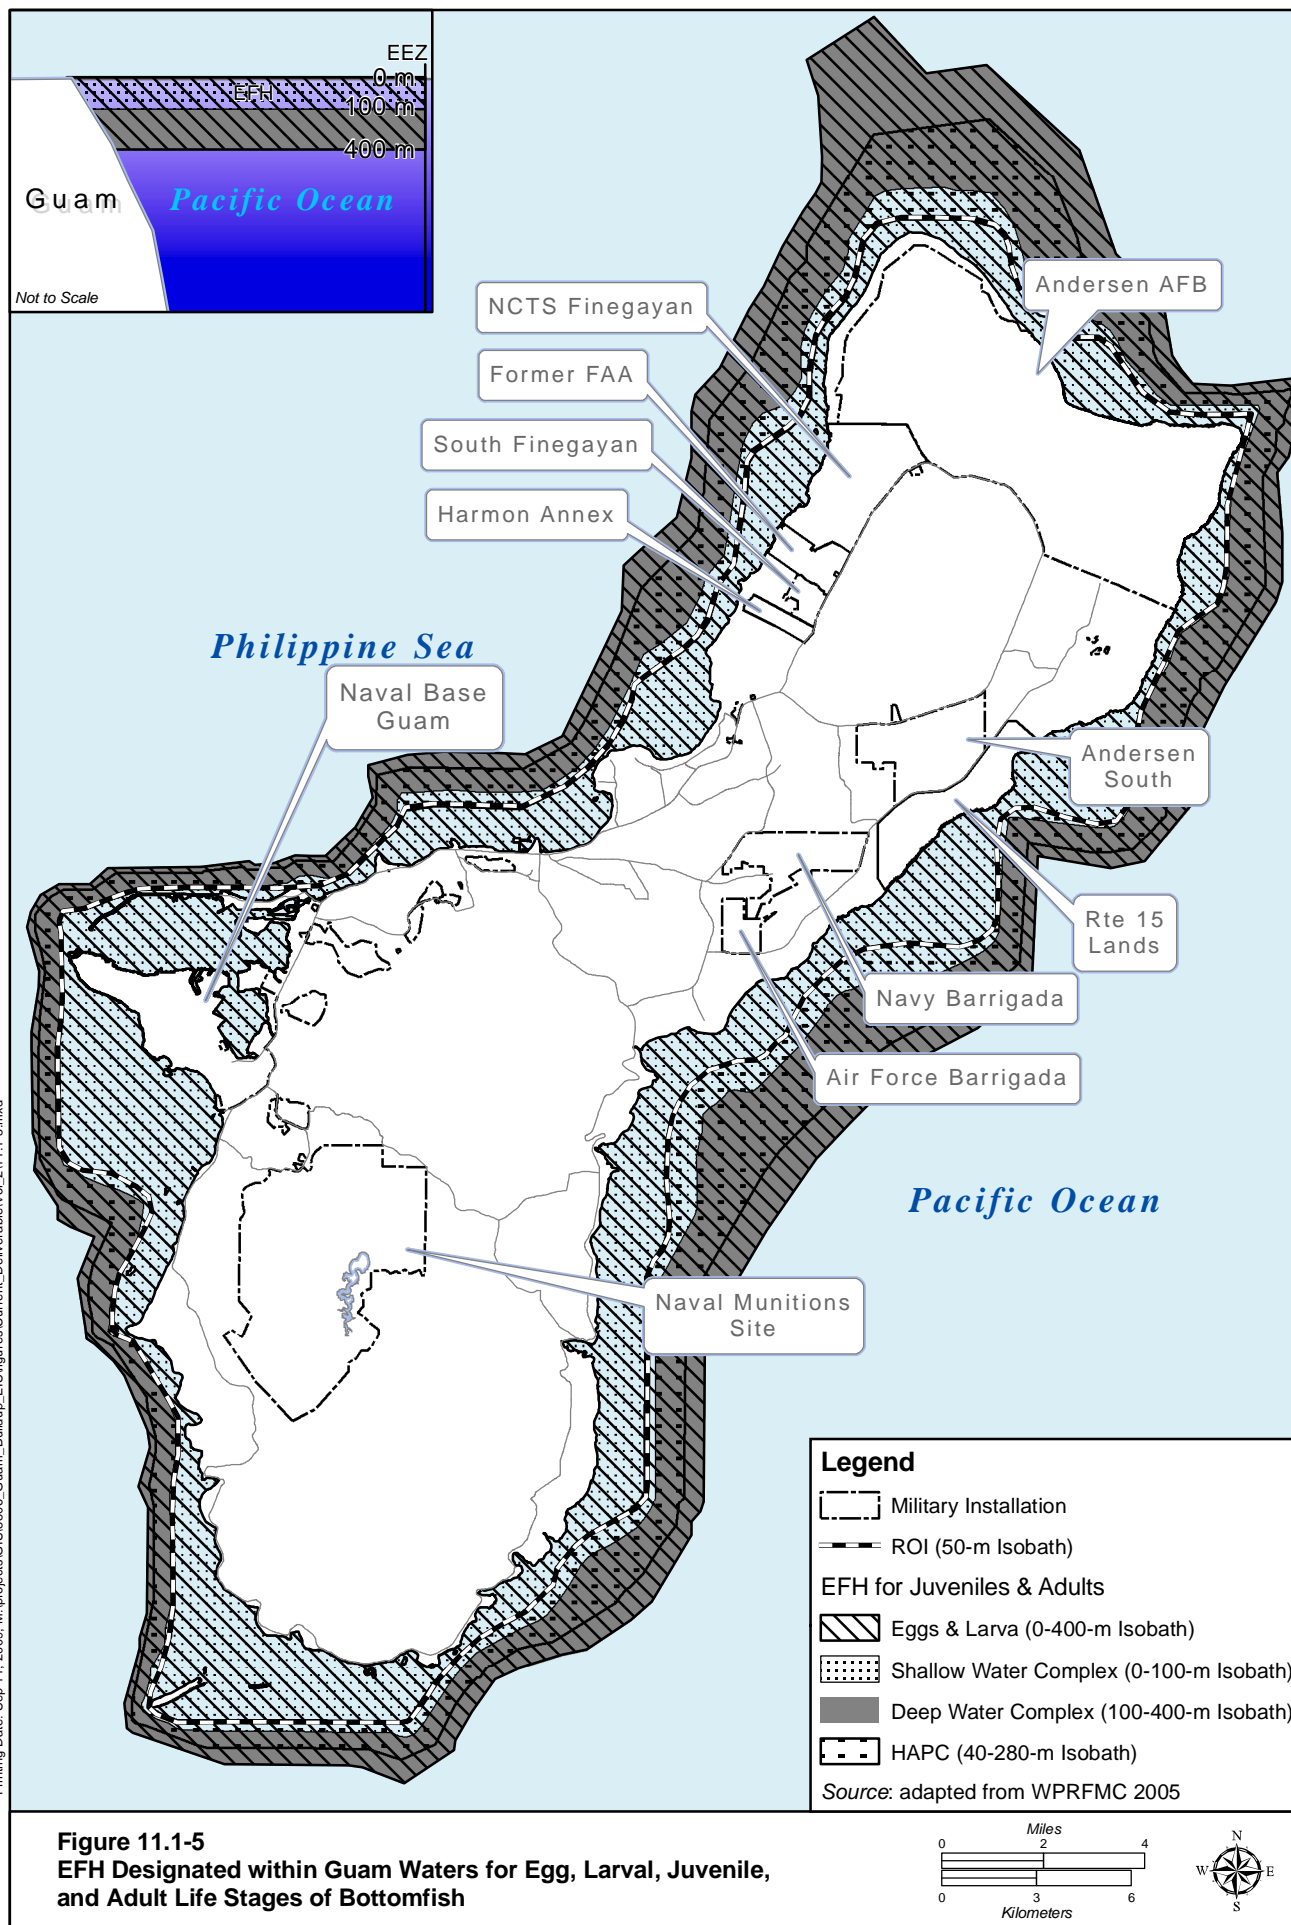 EEZ
0 m
EFH
100 m
400 m
Guam
Pacific Ocean
Not to Scale
Andersen AFB
NCTS Finegayan
Former FAA
South Finegayan
Harmon Annex
Philippine Sea
Naval Base
Guam
Andersen
South
Rte 15
Lands
Navy Barrigada
Air Force Barrigada
Pacific Ocean
Naval Munitions
Site
Legend
Military Installation
ROI (50-m Isobath)
EFH for Juveniles & Adults
Eggs & Larva (0-400-m Isobath)
Shallow Water Complex (0-100-m Isobath)
Deep Water Complex (100-400-m Isobath)
HAPC (40-280-m Isobath)
Source: adapted from WPRFMC 2005
Figure 11.1-5
EFH Designated within Guam Waters for Egg, Larval, Juvenile,
and Adult Life Stages of Bottomfish
Miles
0 2 4
0 3 6
Kilometers
N
W E
S